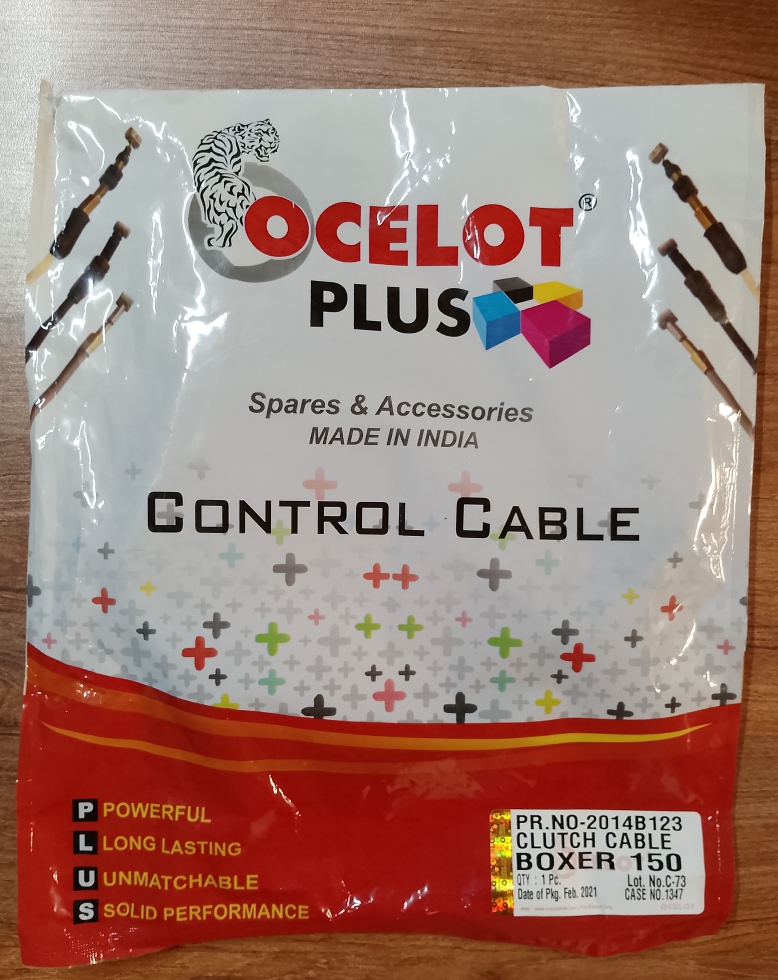 OCELOT®
PLUS
Spares & Accessories
MADE IN INDIA
CONTROL CABLE
P POWERFUL
L LONG LASTING
U UNMATCHABLE
S SOLID PERFORMANCE
PR.NO-2014B123
CLUTCH CABLE
BOXER 150
QTY : 1 Pc. Lot. No.C-73
Date of Pkg. Feb. 2021 CASE NO.1347
OCELOT